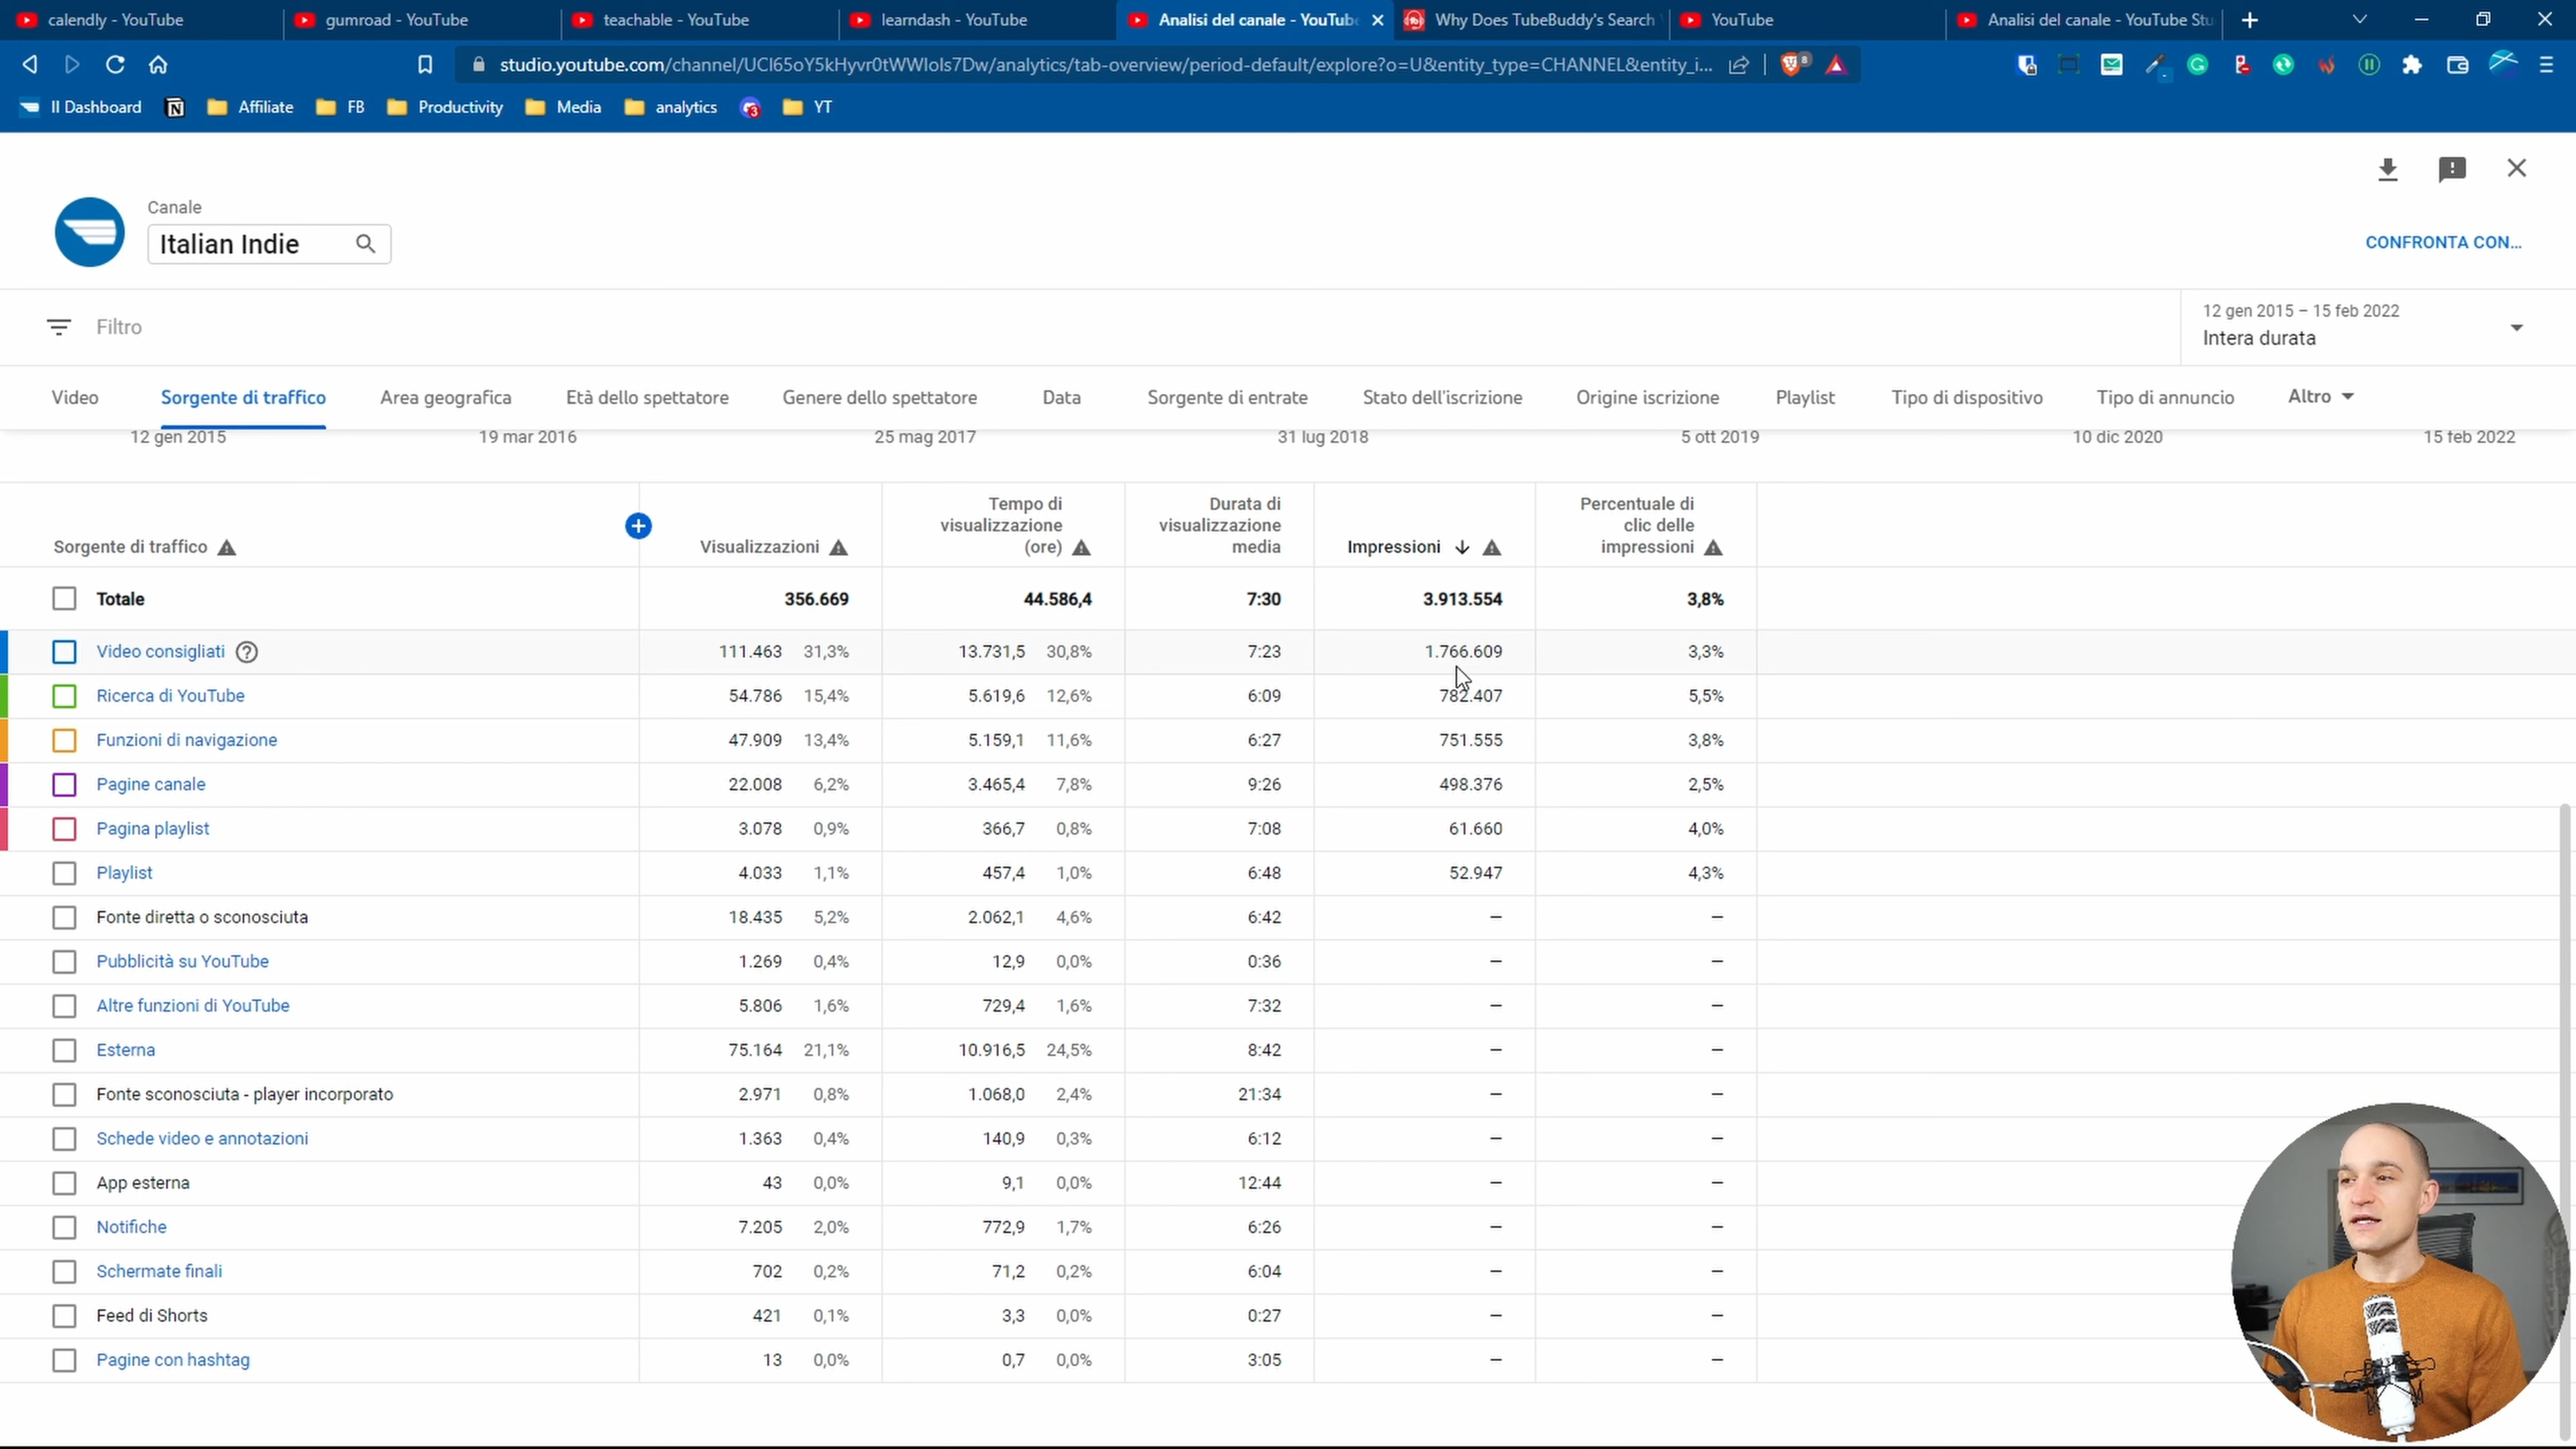 calendly - YouTube
gumroad - YouTube
teachable - YouTube
learndash - YouTube
Analisi del canale - YouTube
Why Does TubeBuddy's Search
YouTube
Analisi del canale - YouTube Stu
studio.youtube.com/channel/UCl65oY5kHyvr0tWWIoIs7Dw/analytics/tab-overview/period-default/explore?o=U&entity_type=CHANNEL&entity_i...
8
II Dashboard
Affiliate
FB
Productivity
Media
analytics
3
YT
Canale
Italian Indie
CONFRONTA CON...
Filtro
12 gen 2015 – 15 feb 2022
Intera durata
Video
Sorgente di traffico
Area geografica
Età dello spettatore
Genere dello spettatore
Data
Sorgente di entrate
Stato dell'iscrizione
Origine iscrizione
Playlist
Tipo di dispositivo
Tipo di annuncio
Altro
12 gen 2015 19 mar 2016 25 mag 2017 31 lug 2018 5 ott 2019 10 dic 2020 15 feb 2022
Sorgente di traffico
Visualizzazioni
Tempo di
visualizzazione
(ore)
Durata di
visualizzazione
media
Impressioni
Percentuale di
clic delle
impressioni
Totale 356.669 44.586,4 7:30 3.913.554 3,8%
Video consigliati 111.463 31,3% 13.731,5 30,8% 7:23 1.766.609 3,3%
Ricerca di YouTube 54.786 15,4% 5.619,6 12,6% 6:09 782.407 5,5%
Funzioni di navigazione 47.909 13,4% 5.159,1 11,6% 6:27 751.555 3,8%
Pagine canale 22.008 6,2% 3.465,4 7,8% 9:26 498.376 2,5%
Pagina playlist 3.078 0,9% 366,7 0,8% 7:08 61.660 4,0%
Playlist 4.033 1,1% 457,4 1,0% 6:48 52.947 4,3%
Fonte diretta o sconosciuta 18.435 5,2% 2.062,1 4,6% 6:42 – –
Pubblicità su YouTube 1.269 0,4% 12,9 0,0% 0:36 – –
Altre funzioni di YouTube 5.806 1,6% 729,4 1,6% 7:32 – –
Esterna 75.164 21,1% 10.916,5 24,5% 8:42 – –
Fonte sconosciuta - player incorporato 2.971 0,8% 1.068,0 2,4% 21:34 – –
Schede video e annotazioni 1.363 0,4% 140,9 0,3% 6:12 – –
App esterna 43 0,0% 9,1 0,0% 12:44 – –
Notifiche 7.205 2,0% 772,9 1,7% 6:26 – –
Schermate finali 702 0,2% 71,2 0,2% 6:04 – –
Feed di Shorts 421 0,1% 3,3 0,0% 0:27 – –
Pagine con hashtag 13 0,0% 0,7 0,0% 3:05 – –